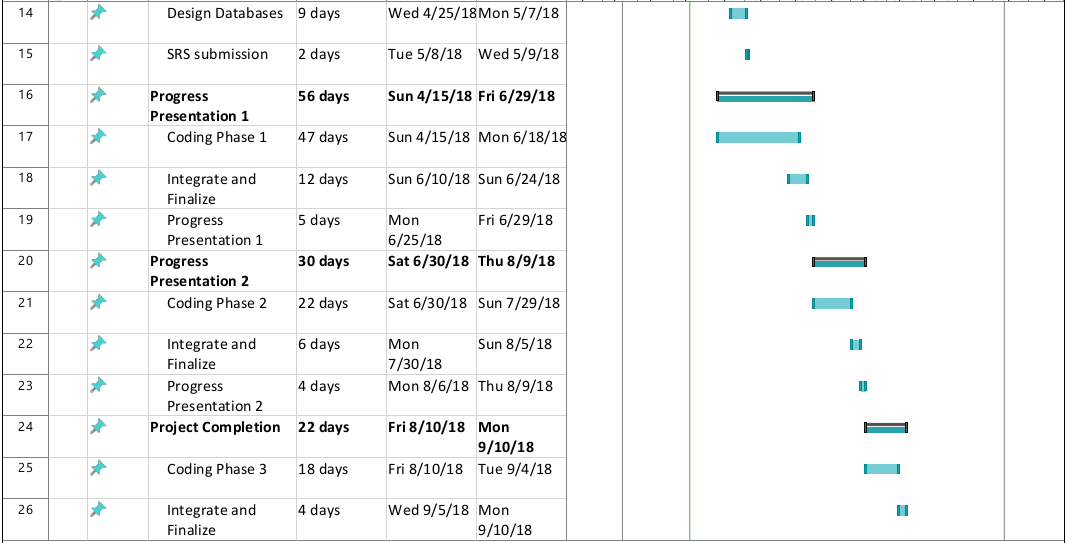 14 Design Databases 9 days Wed 4/25/18 Mon 5/7/18
15 SRS submission 2 days Tue 5/8/18 Wed 5/9/18
16 Progress 56 days Sun 4/15/18 Fri 6/29/18
Presentation 1
17 Coding Phase 1 47 days Sun 4/15/18 Mon 6/18/18
18 Integrate and 12 days Sun 6/10/18 Sun 6/24/18
Finalize
19 Progress 5 days Mon Fri 6/29/18
Presentation 1 6/25/18
20 Progress 30 days Sat 6/30/18 Thu 8/9/18
Presentation 2
21 Coding Phase 2 22 days Sat 6/30/18 Sun 7/29/18
22 Integrate and 6 days Mon Sun 8/5/18
Finalize 7/30/18
23 Progress 4 days Mon 8/6/18 Thu 8/9/18
Presentation 2
24 Project Completion 22 days Fri 8/10/18 Mon
9/10/18
25 Coding Phase 3 18 days Fri 8/10/18 Tue 9/4/18
26 Integrate and 4 days Wed 9/5/18 Mon
Finalize 9/10/18